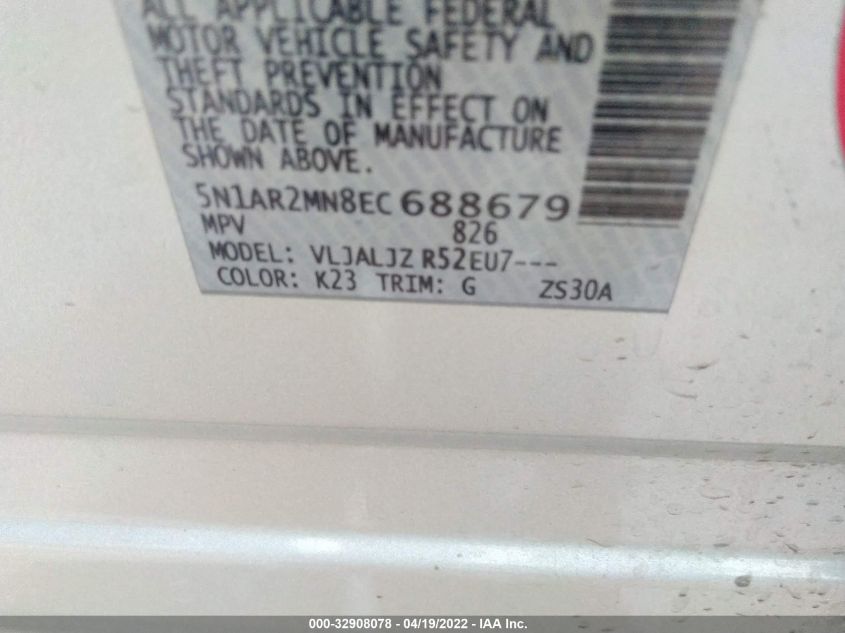 ALL APPLICABLE FEDERAL
MOTOR VEHICLE SAFETY AND
THEFT PREVENTION
STANDARDS IN EFFECT ON
THE DATE OF MANUFACTURE
SHOWN ABOVE.
5N1AR2MN8EC688679
MPV 826
MODEL: VLJALJZ R52EU7---
COLOR: K23 TRIM: G ZS30A
000-32908078 - 04/19/2022 - IAA Inc.